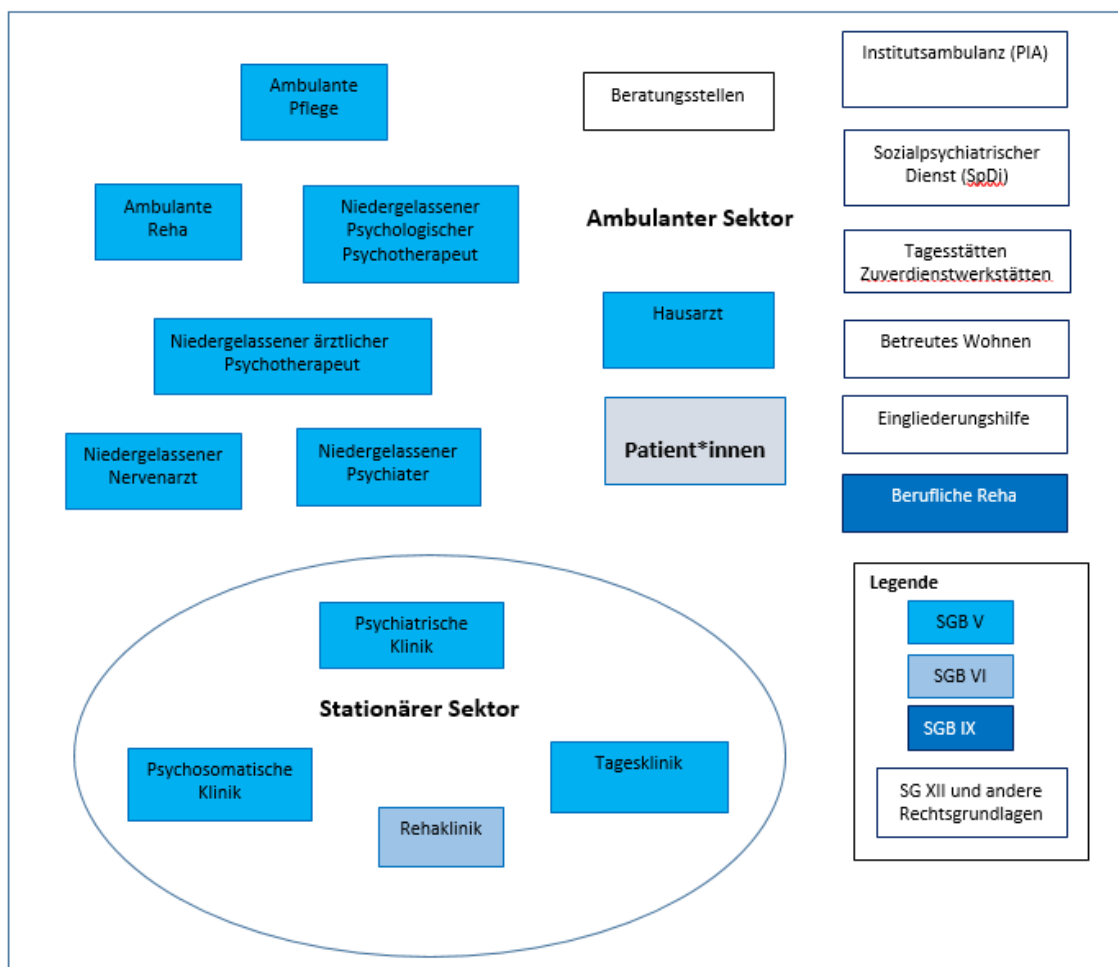 Ambulante
Pflege
Beratungsstellen
Institutsambulanz (PIA)
Sozialpsychiatrischer
Dienst (SpDi)
Ambulante
Reha
Niedergelassener
Psychologischer
Psychotherapeut
Ambulanter Sektor
Tagesstätten
Zuverdienstwerkstätten
Hausarzt
Niedergelassener ärztlicher
Psychotherapeut
Betreutes Wohnen
Patient*innen
Eingliederungshilfe
Niedergelassener
Nervenarzt
Niedergelassener
Psychiater
Berufliche Reha
Psychiatrische
Klinik
Stationärer Sektor
Psychosomatische
Klinik
Tagesklinik
Rehaklinik
Legende
SGB V
SGB VI
SGB IX
SG XII und andere
Rechtsgrundlagen